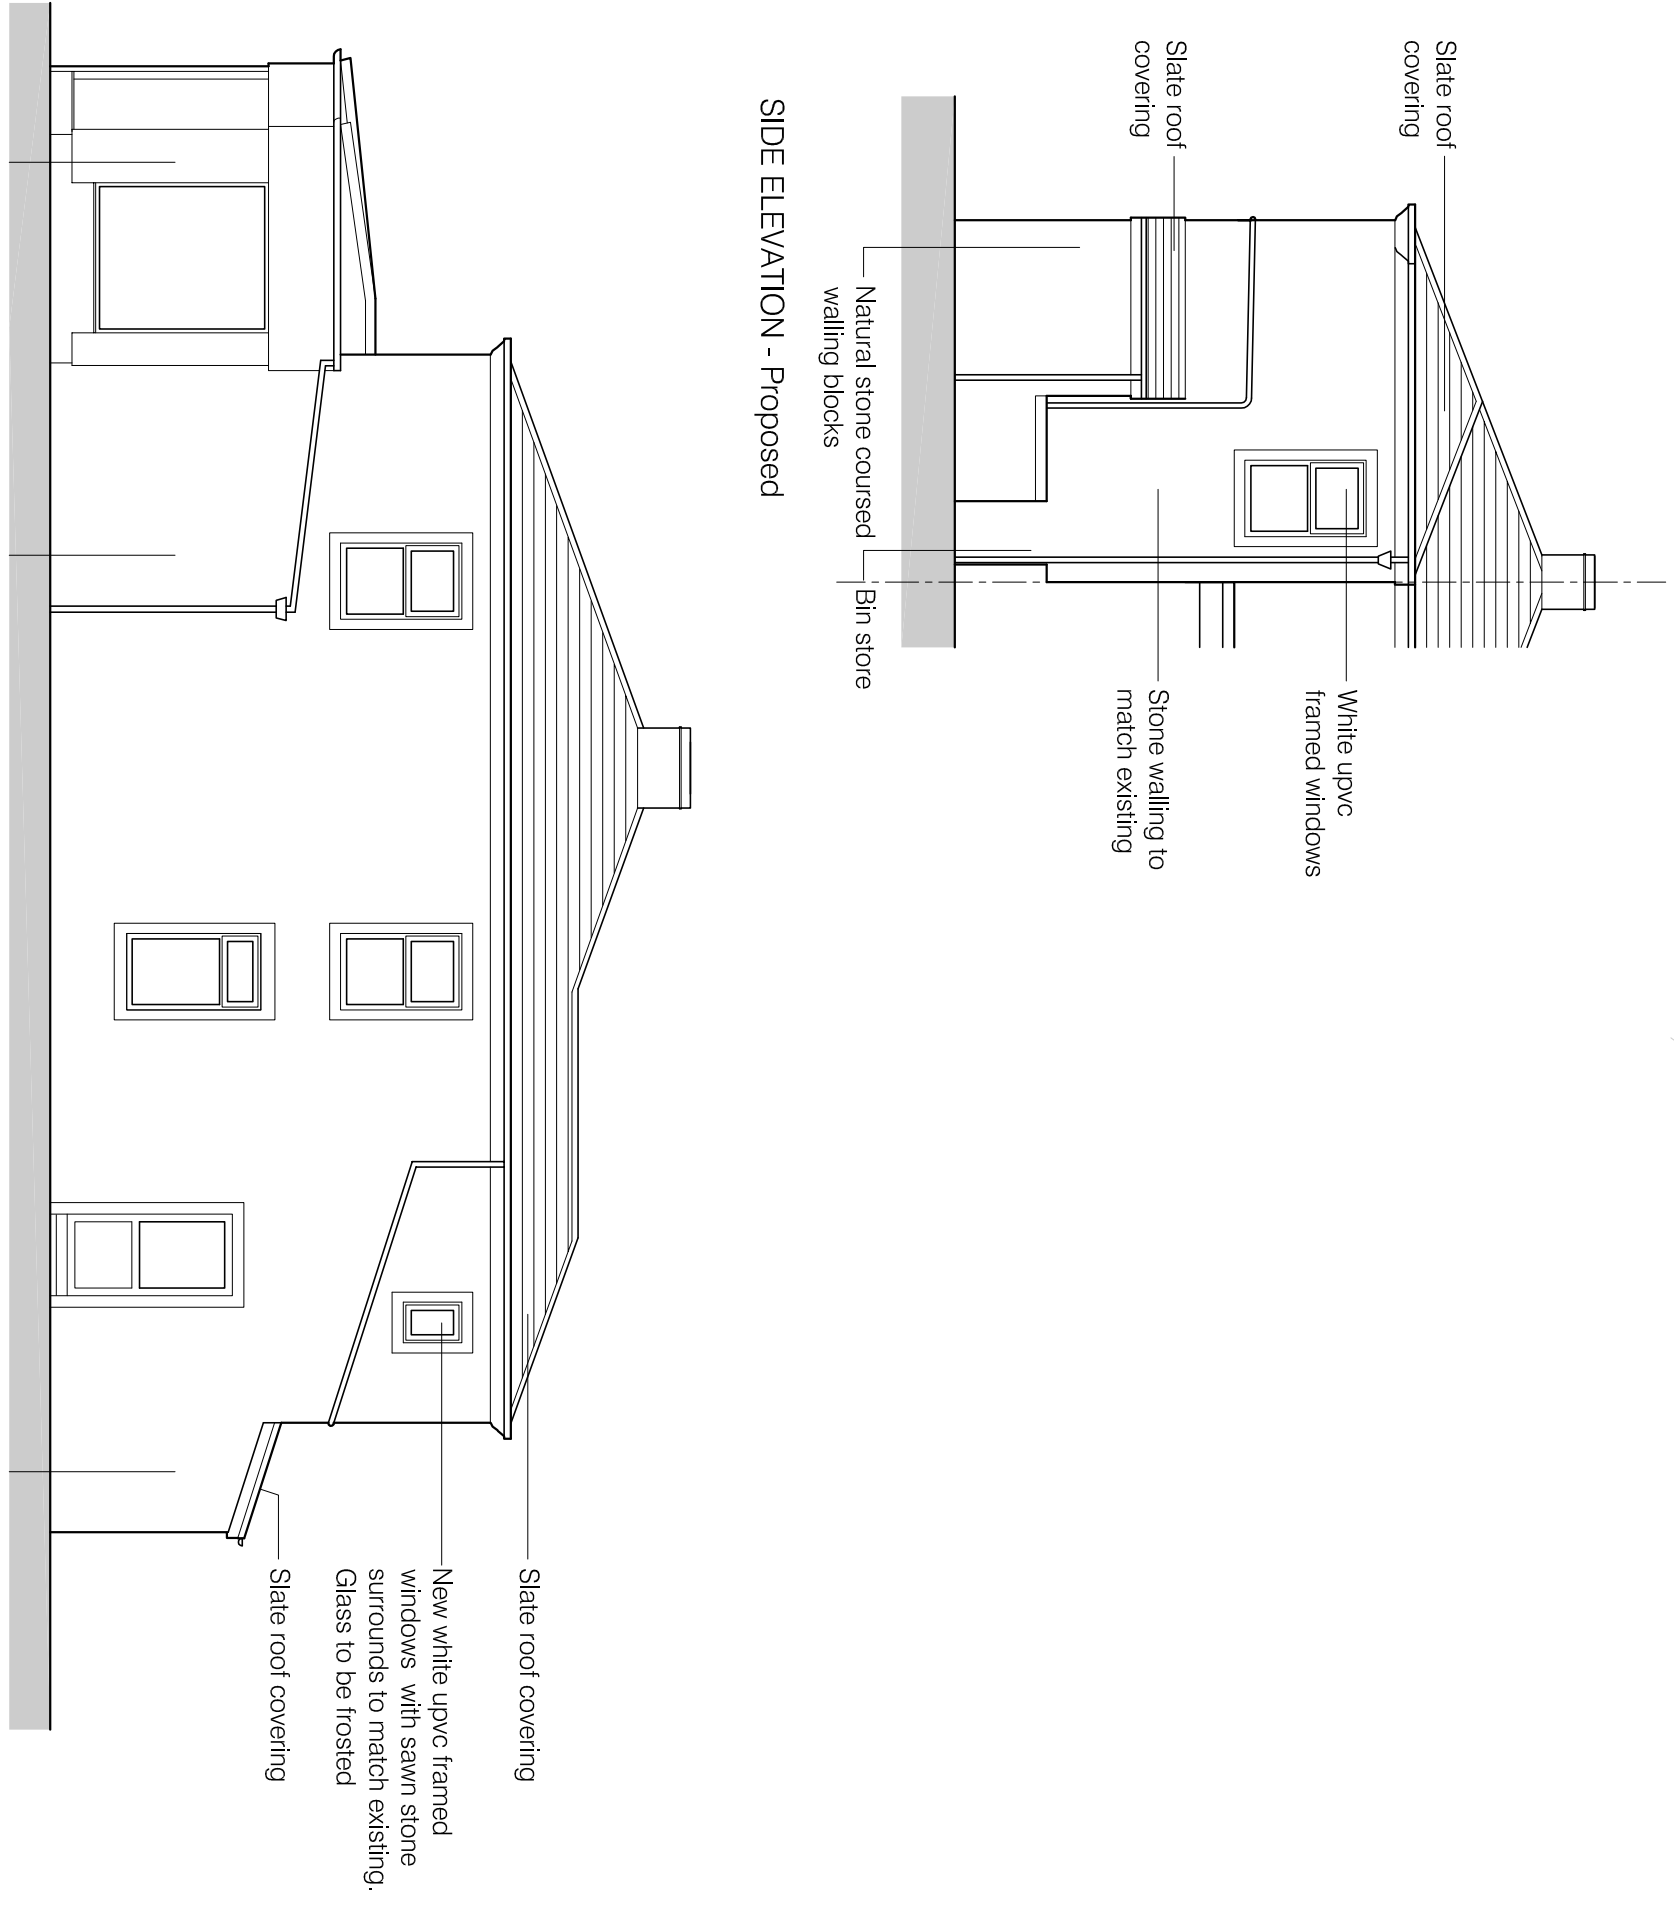 Slate roof
covering
Slate roof
covering
White upvc
framed windows
Stone walling to
match existing
Natural stone coursed
walling blocks
Bin store
SIDE ELEVATION - Proposed
Slate roof covering
New white upvc framed
windows with sawn stone
surrounds to match existing.
Glass to be frosted
Slate roof covering